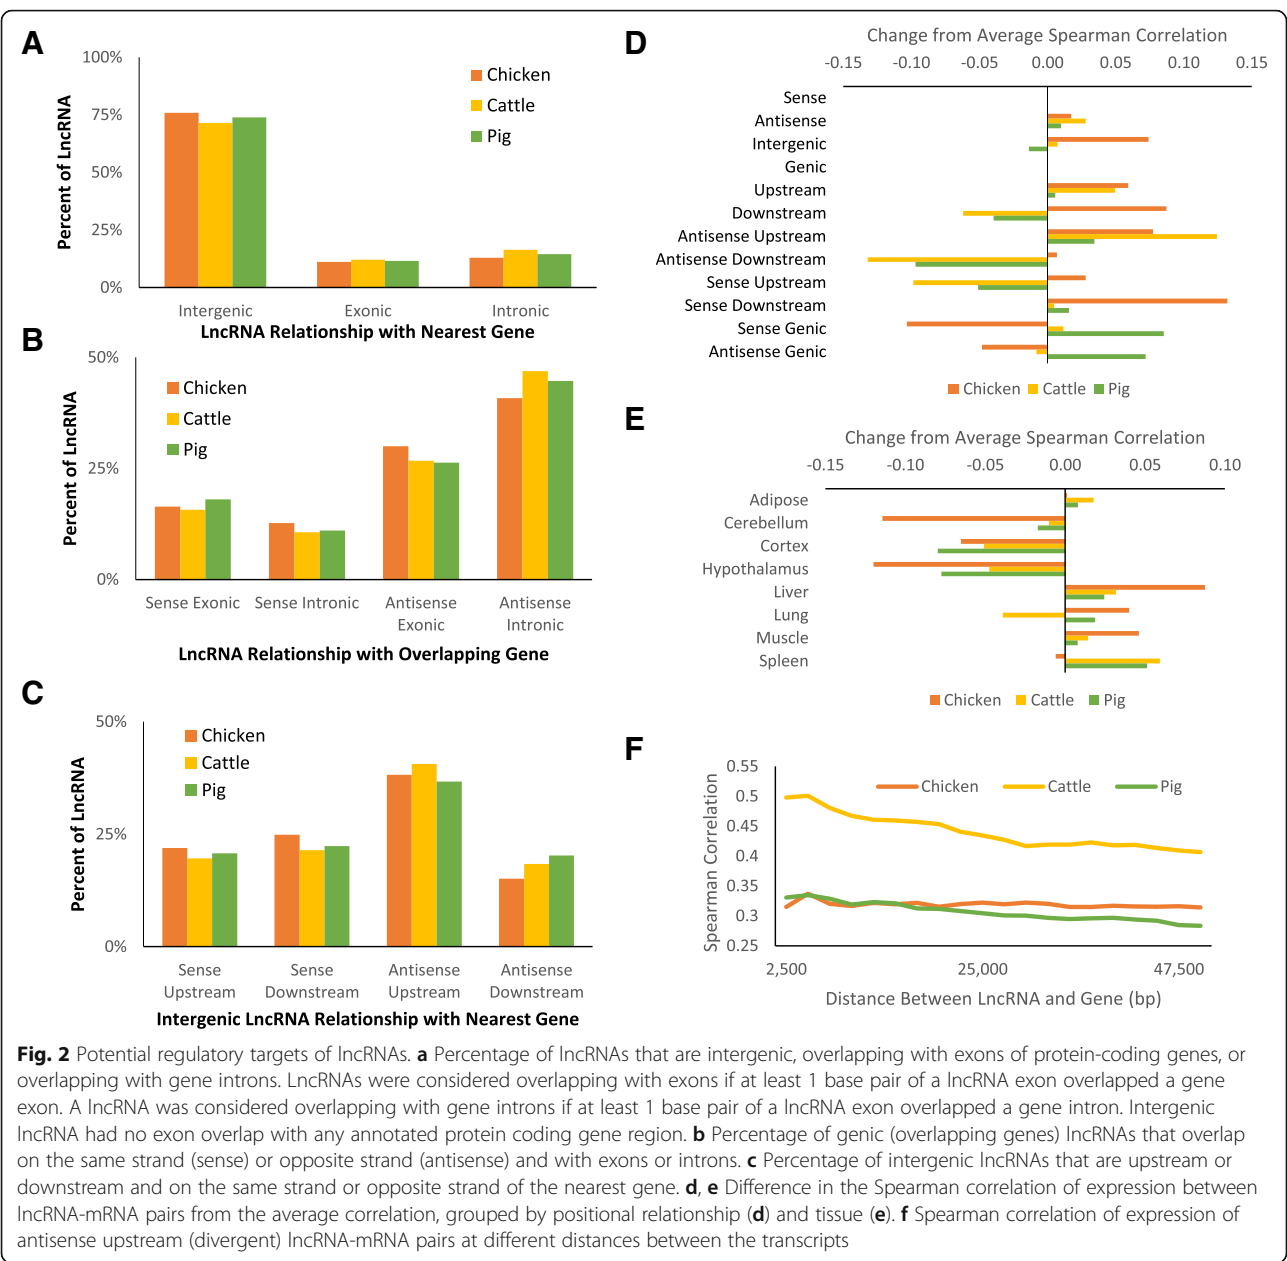 A
100%
75%
50%
25%
0%
Percent of LncRNA
Chicken
Cattle
Pig
Intergenic
Exonic
Intronic
LncRNA Relationship with Nearest Gene
B
50%
25%
0%
Percent of LncRNA
Chicken
Cattle
Pig
Sense Exonic
Sense Intronic
Antisense
Exonic
Antisense
Intronic
LncRNA Relationship with Overlapping Gene
C
50%
25%
0%
Percent of LncRNA
Chicken
Cattle
Pig
Sense
Upstream
Sense
Downstream
Antisense
Upstream
Antisense
Downstream
Intergenic LncRNA Relationship with Nearest Gene
D
Change from Average Spearman Correlation
-0.15 -0.10 -0.05 0.00 0.05 0.10 0.15
Sense
Antisense
Intergenic
Genic
Upstream
Downstream
Antisense Upstream
Antisense Downstream
Sense Upstream
Sense Downstream
Sense Genic
Antisense Genic
Chicken Cattle Pig
E
Change from Average Spearman Correlation
-0.15 -0.10 -0.05 0.00 0.05 0.10
Adipose
Cerebellum
Cortex
Hypothalamus
Liver
Lung
Muscle
Spleen
Chicken Cattle Pig
F
0.55
0.5
0.45
0.4
0.35
0.3
0.25
Spearman Correlation
Chicken Cattle Pig
2,500 25,000 47,500
Distance Between LncRNA and Gene (bp)
Fig. 2 Potential regulatory targets of lncRNAs. a Percentage of lncRNAs that are intergenic, overlapping with exons of protein-coding genes, or
overlapping with gene introns. LncRNAs were considered overlapping with exons if at least 1 base pair of a lncRNA exon overlapped a gene
exon. A lncRNA was considered overlapping with gene introns if at least 1 base pair of a lncRNA exon overlapped a gene intron. Intergenic
lncRNA had no exon overlap with any annotated protein coding gene region. b Percentage of genic (overlapping genes) lncRNAs that overlap
on the same strand (sense) or opposite strand (antisense) and with exons or introns. c Percentage of intergenic lncRNAs that are upstream or
downstream and on the same strand or opposite strand of the nearest gene. d, e Difference in the Spearman correlation of expression between
lncRNA-mRNA pairs from the average correlation, grouped by positional relationship (d) and tissue (e). f Spearman correlation of expression of
antisense upstream (divergent) lncRNA-mRNA pairs at different distances between the transcripts